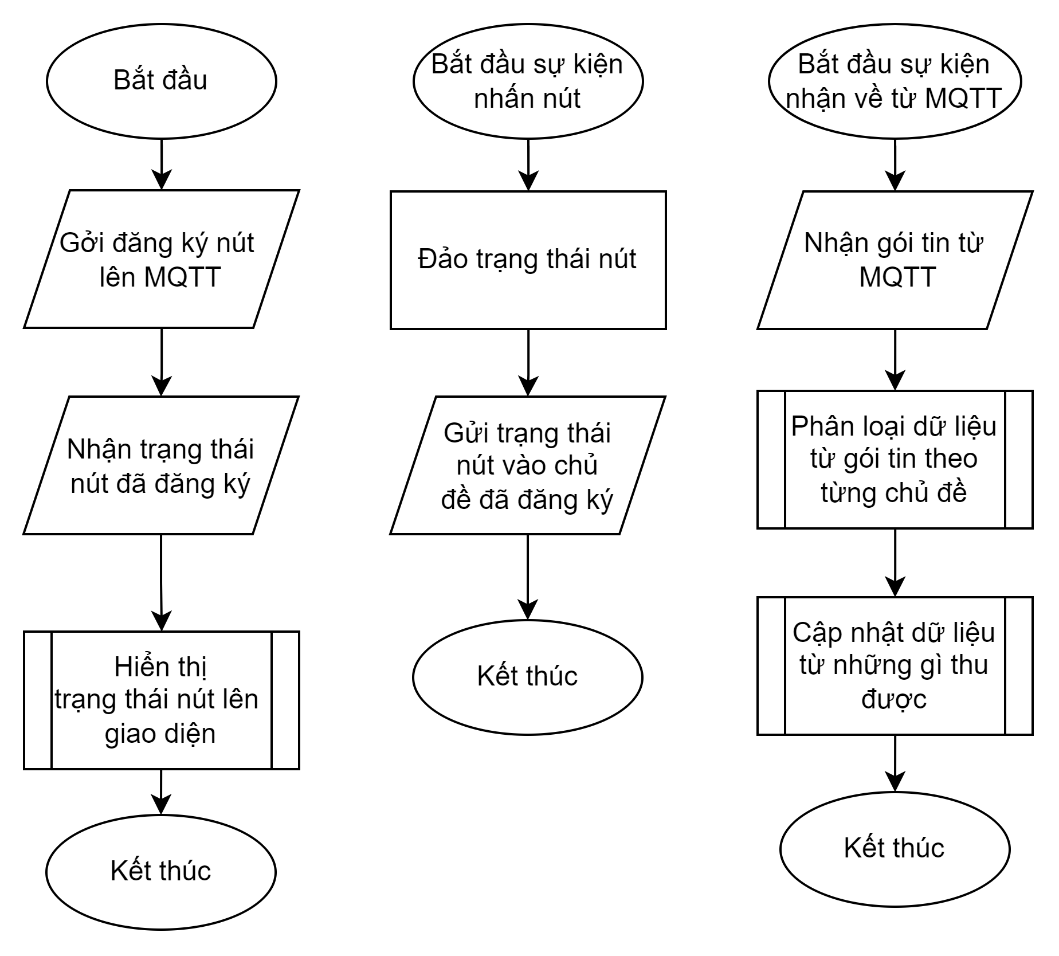 Bắt đầu
Gởi đăng ký nút
lên MQTT
Nhận trạng thái
nút đã đăng ký
Hiển thị
trạng thái nút lên
giao diện
Kết thúc
Bắt đầu sự kiện
nhấn nút
Đảo trạng thái nút
Gửi trạng thái
nút vào chủ
đề đã đăng ký
Kết thúc
Bắt đầu sự kiện
nhận về từ MQTT
Nhận gói tin từ
MQTT
Phân loại dữ liệu
từ gói tin theo
từng chủ đề
Cập nhật dữ liệu
từ những gì thu
được
Kết thúc